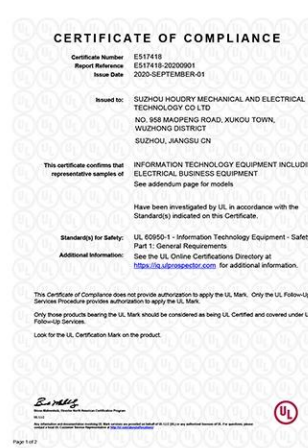 CERTIFICATE OF COMPLIANCE
Certificate Number E517418
Report Reference E517418-20200901
Issue Date 2020-SEPTEMBER-01
Issued to: SUZHOU HOUDRY MECHANICAL AND ELECTRICAL
TECHNOLOGY CO LTD
NO. 958 MAOPENG ROAD, XUKOU TOWN,
WUZHONG DISTRICT
SUZHOU, JIANGSU CN
This certificate confirms that INFORMATION TECHNOLOGY EQUIPMENT INCLUDI
representative samples of ELECTRICAL BUSINESS EQUIPMENT
See addendum page for models
Have been investigated by UL in accordance with the
Standard(s) indicated on this Certificate.
Standard(s) for Safety: UL 60950-1 - Information Technology Equipment - Safet
Part 1: General Requirements
Additional Information: See the UL Online Certifications Directory at
https://iq.ulprospector.com for additional information.
This Certificate of Compliance does not provide authorization to apply the UL Mark. Only the UL Follow-Up
Services Procedure provides authorization to apply the UL Mark.
Only those products bearing the UL Mark should be considered as being UL Certified and covered under U
Follow-Up Services.
Look for the UL Certification Mark on the product.
UL
Page 1 of 2